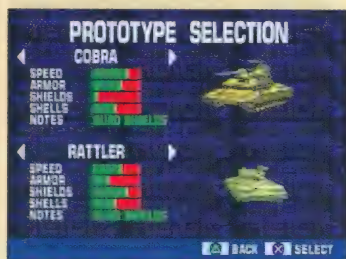 PROTOTYPE SELECTION
COBRA
SPEED
ARMOR
SHIELDS
SHELLS
NOTES
RATTLER
SPEED
ARMOR
SHIELDS
SHELLS
NOTES
BACK SELECT